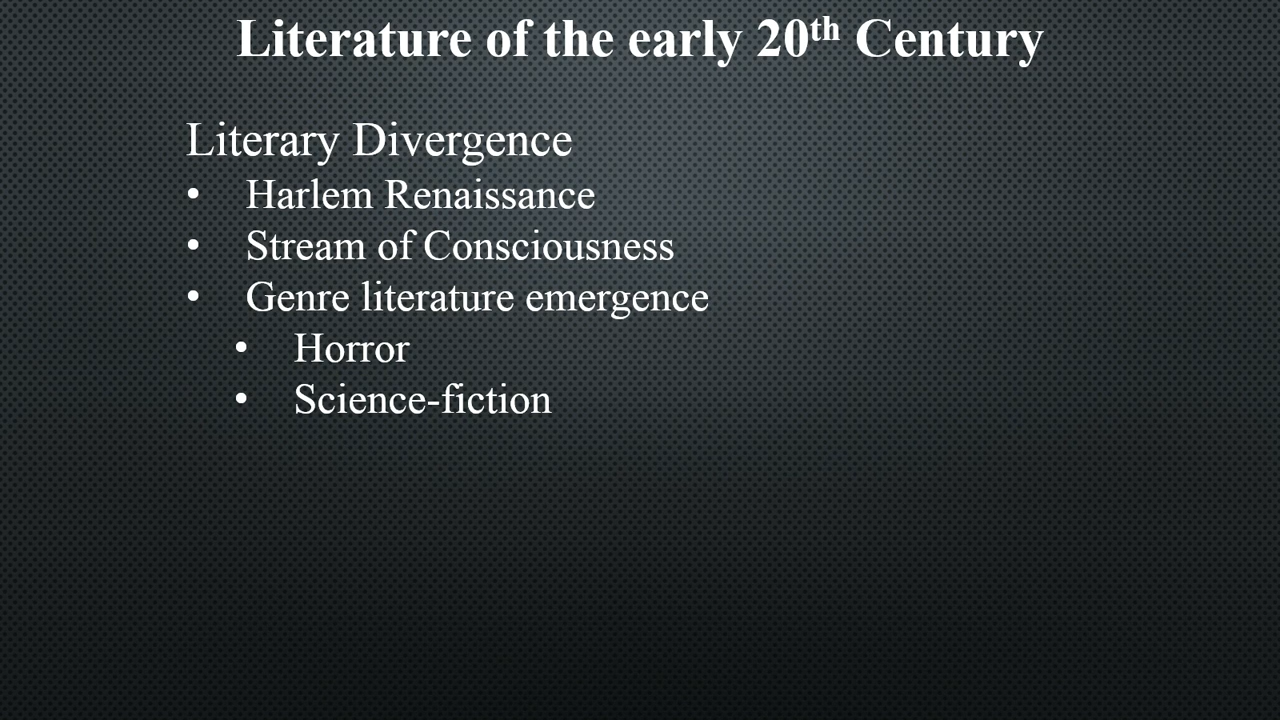 Literature of the early 20th Century
Literary Divergence
• Harlem Renaissance
• Stream of Consciousness
• Genre literature emergence
• Horror
• Science-fiction